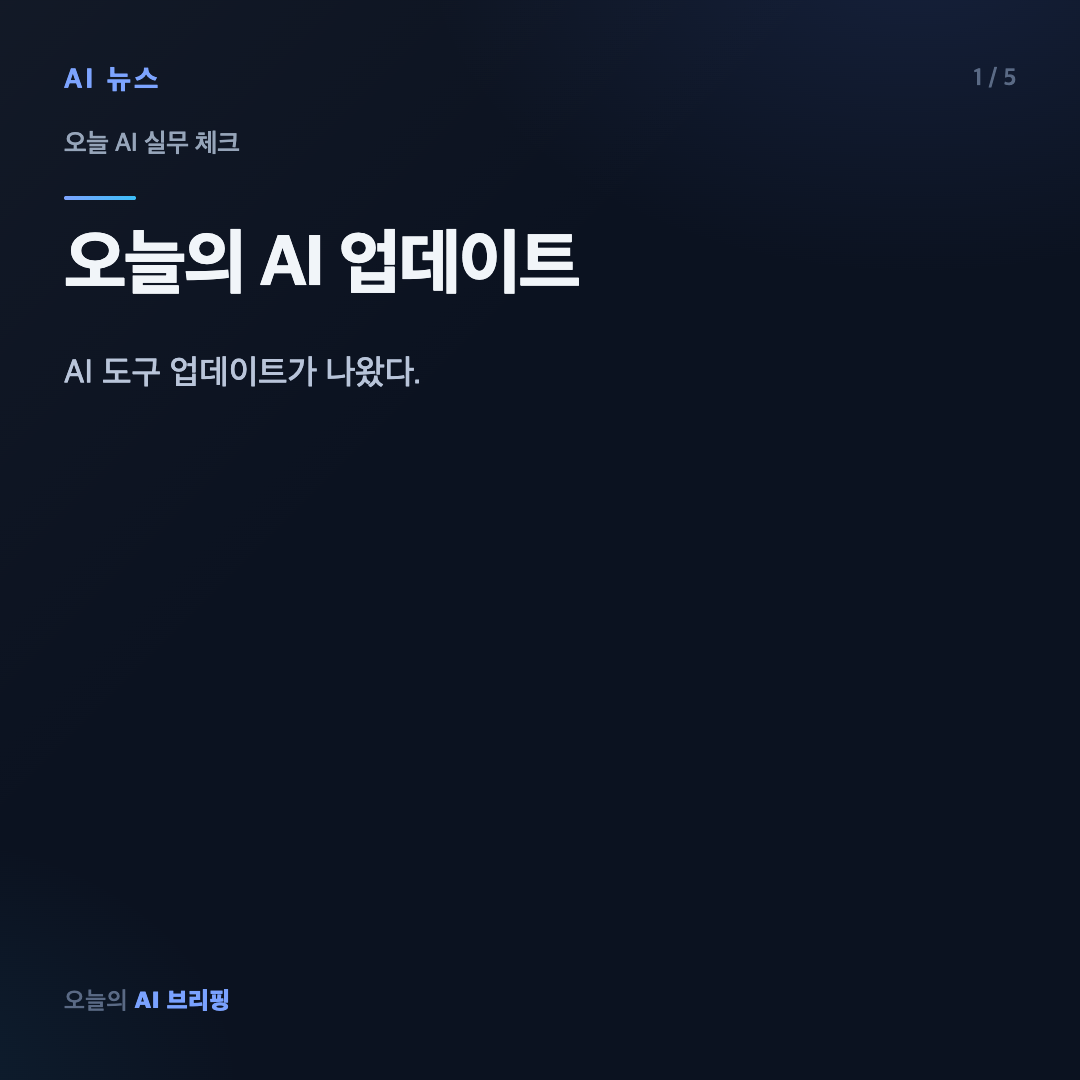 AI 뉴스
1 / 5
오늘 AI 실무 체크
오늘의 AI 업데이트
AI 도구 업데이트가 나왔다.
오늘의 AI 브리핑